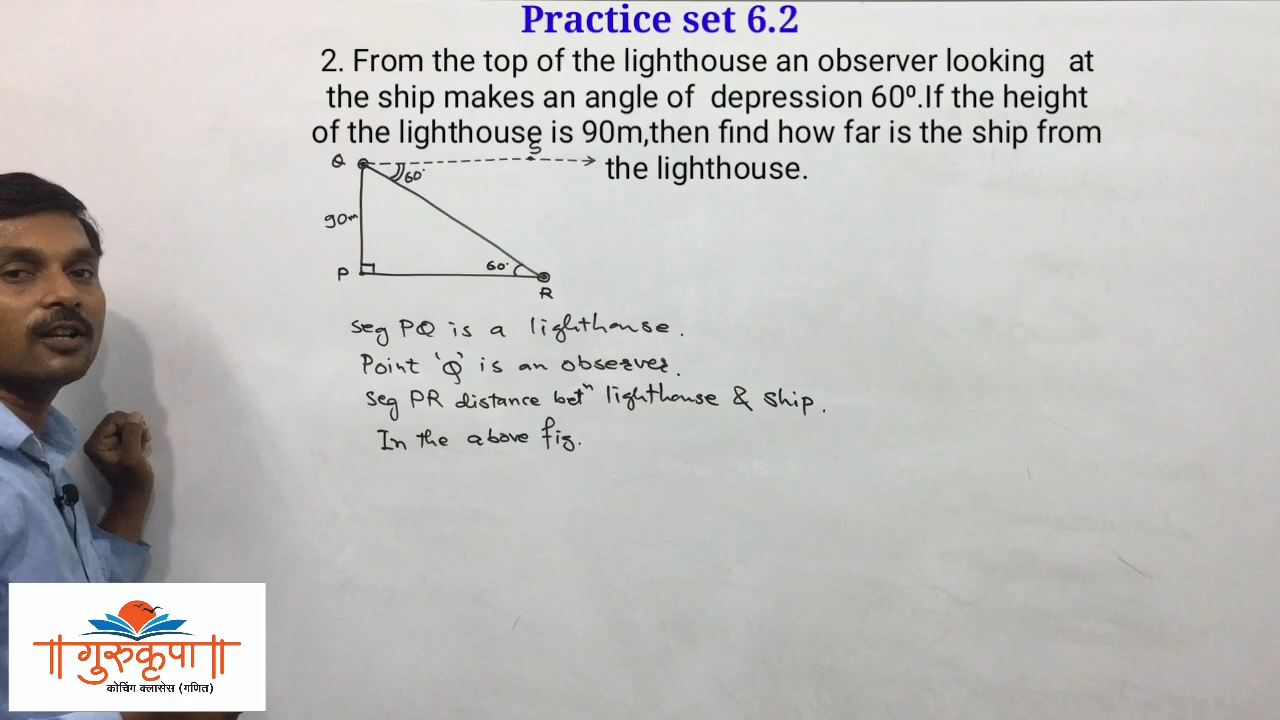 Practice set 6.2
2. From the top of the lighthouse an observer looking at
the ship makes an angle of depression 60⁰.If the height
of the lighthouse is 90m,then find how far is the ship from
the lighthouse.
S
Q
60°
90m
60°
P
R
seg PQ is a lighthouse.
Point 'Q' is an observer.
seg PR distance betⁿ lighthouse & ship.
In the above fig.
॥गुरुकृपा॥
कोचिंग क्लासेस (गणित)